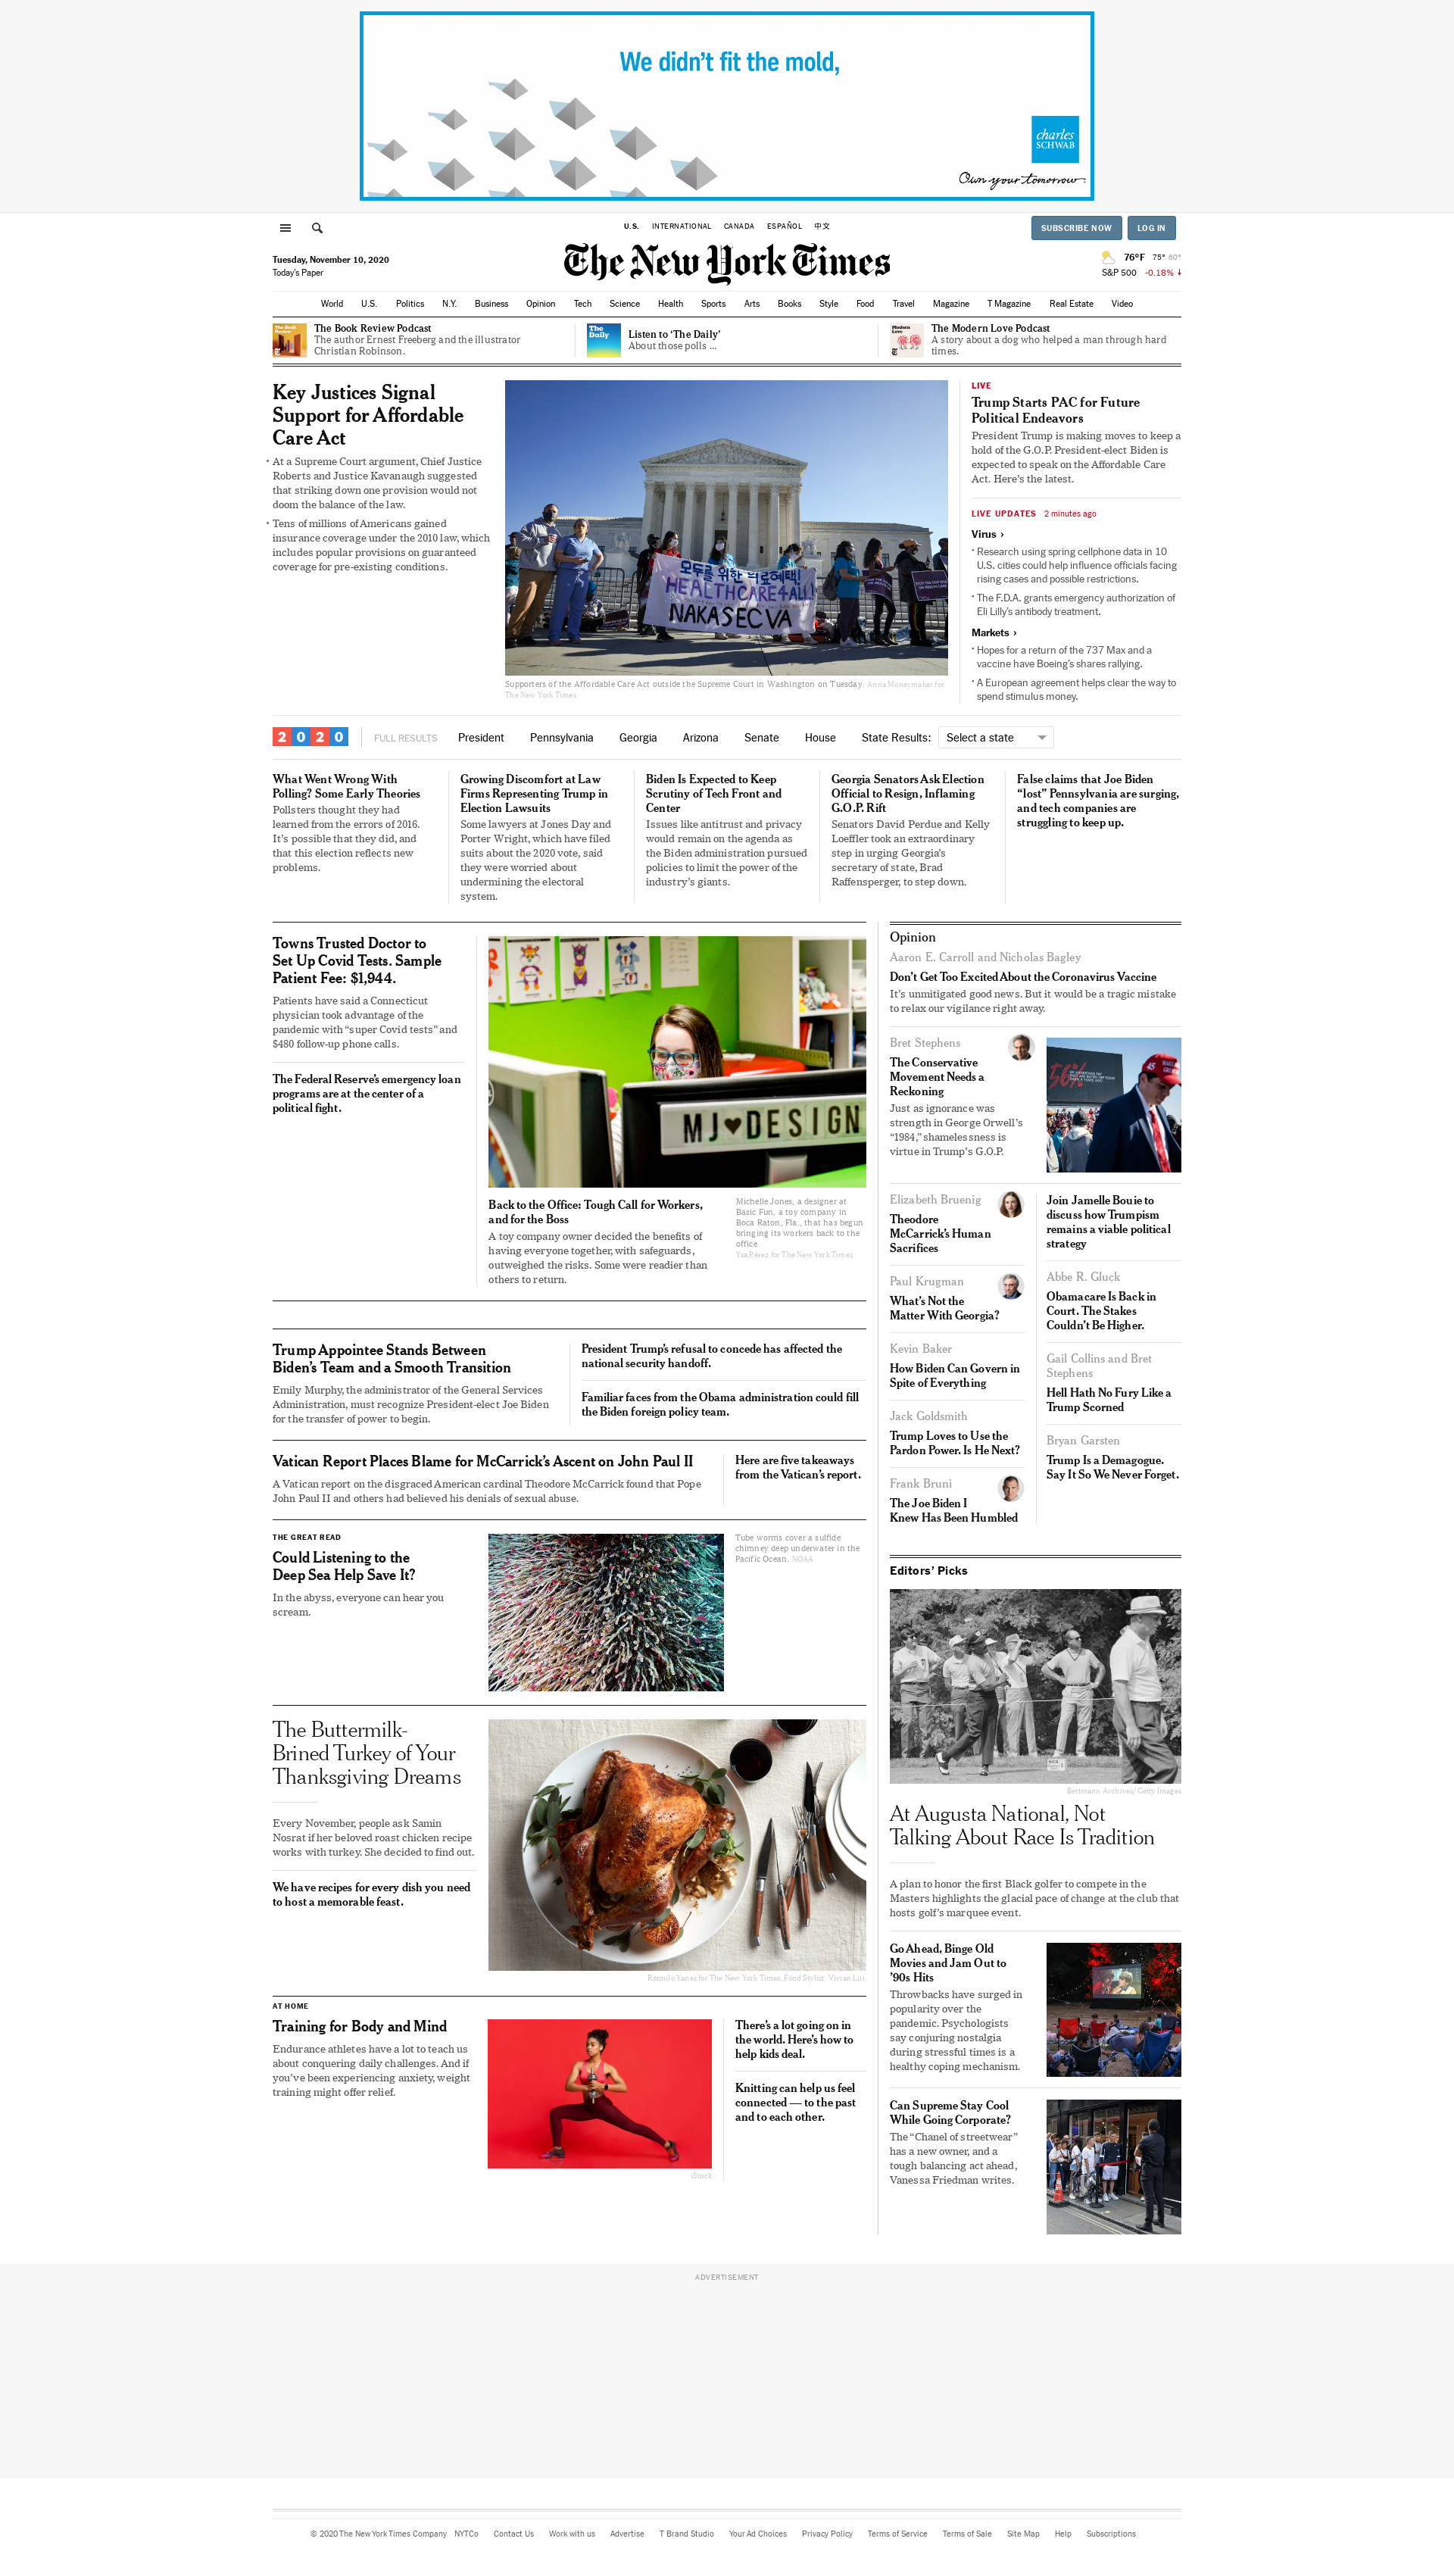 We didn't fit the mold,
charles
SCHWAB
Own your tomorrow
U.S. INTERNATIONAL CANADA ESPAÑOL 中文
SUBSCRIBE NOW LOG IN
Tuesday, November 10, 2020
Today's Paper
The New York Times
76°F 75° 60°
S&P 500 -0.18% ↓
World U.S. Politics N.Y. Business Opinion Tech Science Health Sports Arts Books Style Food Travel Magazine T Magazine Real Estate Video
The Book Review Podcast
The author Ernest Freeberg and the illustrator
Christian Robinson.
The
Daily
Listen to ‘The Daily’
About those polls ...
Modern
Love
The Modern Love Podcast
A story about a dog who helped a man through hard
times.
Key Justices Signal
Support for Affordable
Care Act
• At a Supreme Court argument, Chief Justice
Roberts and Justice Kavanaugh suggested
that striking down one provision would not
doom the balance of the law.
• Tens of millions of Americans gained
insurance coverage under the 2010 law, which
includes popular provisions on guaranteed
coverage for pre-existing conditions.
모두를 위한 의료혜택!
HEALTHCARE4ALL!
NAKASEC VA
Supporters of the Affordable Care Act outside the Supreme Court in Washington on Tuesday. Anna Moneymaker for
The New York Times
LIVE
Trump Starts PAC for Future
Political Endeavors
President Trump is making moves to keep a
hold of the G.O.P. President-elect Biden is
expected to speak on the Affordable Care
Act. Here's the latest.
LIVE UPDATES 2 minutes ago
Virus ›
• Research using spring cellphone data in 10
U.S. cities could help influence officials facing
rising cases and possible restrictions.
• The F.D.A. grants emergency authorization of
Eli Lilly's antibody treatment.
Markets ›
• Hopes for a return of the 737 Max and a
vaccine have Boeing's shares rallying.
• A European agreement helps clear the way to
spend stimulus money.
2020 FULL RESULTS President Pennsylvania Georgia Arizona Senate House State Results: Select a state
What Went Wrong With
Polling? Some Early Theories
Pollsters thought they had
learned from the errors of 2016.
It's possible that they did, and
that this election reflects new
problems.
Growing Discomfort at Law
Firms Representing Trump in
Election Lawsuits
Some lawyers at Jones Day and
Porter Wright, which have filed
suits about the 2020 vote, said
they were worried about
undermining the electoral
system.
Biden Is Expected to Keep
Scrutiny of Tech Front and
Center
Issues like antitrust and privacy
would remain on the agenda as
the Biden administration pursued
policies to limit the power of the
industry's giants.
Georgia Senators Ask Election
Official to Resign, Inflaming
G.O.P. Rift
Senators David Perdue and Kelly
Loeffler took an extraordinary
step in urging Georgia's
secretary of state, Brad
Raffensperger, to step down.
False claims that Joe Biden
“lost” Pennsylvania are surging,
and tech companies are
struggling to keep up.
Towns Trusted Doctor to
Set Up Covid Tests. Sample
Patient Fee: $1,944.
Patients have said a Connecticut
physician took advantage of the
pandemic with “super Covid tests” and
$480 follow-up phone calls.
The Federal Reserve's emergency loan
programs are at the center of a
political fight.
MJ♥DESIGN
Back to the Office: Tough Call for Workers,
and for the Boss
A toy company owner decided the benefits of
having everyone together, with safeguards,
outweighed the risks. Some were readier than
others to return.
Michelle Jones, a designer at
Basic Fun, a toy company in
Boca Raton, Fla., that has begun
bringing its workers back to the
office.
Ysa Pérez for The New York Times
Trump Appointee Stands Between
Biden's Team and a Smooth Transition
Emily Murphy, the administrator of the General Services
Administration, must recognize President-elect Joe Biden
for the transfer of power to begin.
President Trump's refusal to concede has affected the
national security handoff.
Familiar faces from the Obama administration could fill
the Biden foreign policy team.
Vatican Report Places Blame for McCarrick's Ascent on John Paul II
A Vatican report on the disgraced American cardinal Theodore McCarrick found that Pope
John Paul II and others had believed his denials of sexual abuse.
Here are five takeaways
from the Vatican's report.
THE GREAT READ
Could Listening to the
Deep Sea Help Save It?
In the abyss, everyone can hear you
scream.
Tube worms cover a sulfide
chimney deep underwater in the
Pacific Ocean. NOAA
The Buttermilk-
Brined Turkey of Your
Thanksgiving Dreams
Every November, people ask Samin
Nosrat if her beloved roast chicken recipe
works with turkey. She decided to find out.
We have recipes for every dish you need
to host a memorable feast.
Romulo Yanes for The New York Times. Food Stylist: Vivian Lui.
AT HOME
Training for Body and Mind
Endurance athletes have a lot to teach us
about conquering daily challenges. And if
you've been experiencing anxiety, weight
training might offer relief.
iStock
There's a lot going on in
the world. Here's how to
help kids deal.
Knitting can help us feel
connected — to the past
and to each other.
Opinion
Aaron E. Carroll and Nicholas Bagley
Don't Get Too Excited About the Coronavirus Vaccine
It's unmitigated good news. But it would be a tragic mistake
to relax our vigilance right away.
Bret Stephens
The Conservative
Movement Needs a
Reckoning
Just as ignorance was
strength in George Orwell's
“1984,” shamelessness is
virtue in Trump's G.O.P.
56%
Elizabeth Bruenig
Theodore
McCarrick's Human
Sacrifices
Paul Krugman
What's Not the
Matter With Georgia?
Kevin Baker
How Biden Can Govern in
Spite of Everything
Jack Goldsmith
Trump Loves to Use the
Pardon Power. Is He Next?
Frank Bruni
The Joe Biden I
Knew Has Been Humbled
Join Jamelle Bouie to
discuss how Trumpism
remains a viable political
strategy
Abbe R. Gluck
Obamacare Is Back in
Court. The Stakes
Couldn't Be Higher.
Gail Collins and Bret
Stephens
Hell Hath No Fury Like a
Trump Scorned
Bryan Garsten
Trump Is a Demagogue.
Say It So We Never Forget.
Editors' Picks
Bettmann Archives/Getty Images
At Augusta National, Not
Talking About Race Is Tradition
A plan to honor the first Black golfer to compete in the
Masters highlights the glacial pace of change at the club that
hosts golf's marquee event.
Go Ahead, Binge Old
Movies and Jam Out to
’90s Hits
Throwbacks have surged in
popularity over the
pandemic. Psychologists
say conjuring nostalgia
during stressful times is a
healthy coping mechanism.
Can Supreme Stay Cool
While Going Corporate?
The “Chanel of streetwear”
has a new owner, and a
tough balancing act ahead,
Vanessa Friedman writes.
ADVERTISEMENT
© 2020 The New York Times Company NYTCo Contact Us Work with us Advertise T Brand Studio Your Ad Choices Privacy Policy Terms of Service Terms of Sale Site Map Help Subscriptions